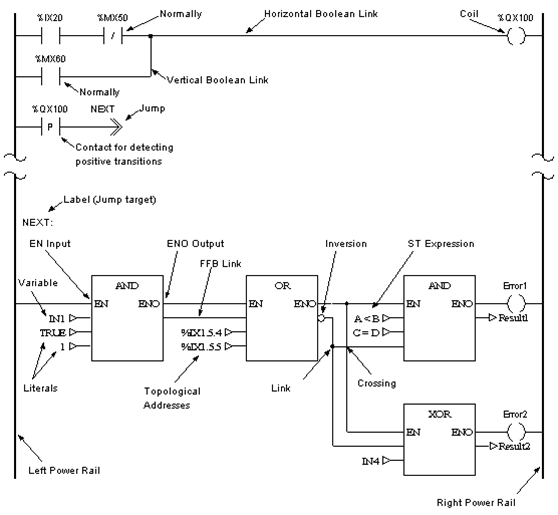 Normally
Horizontal Boolean Link
Coil
%IX20
%MX50
%QX100
/
%MX60
Vertical Boolean Link
Normally
%QX100
NEXT
Jump
P
Contact for detecting
positive transitions
Label (Jump target)
NEXT:
EN Input
ENO Output
Inversion
ST Expression
FFB Link
Variable
AND
OR
AND
Error1
EN
ENO
EN
ENO
EN
ENO
IN1
A<B
Result1
TRUE
%IX1.5.4
C=D
1
%IX1.5.5
Literals
Topological
Addresses
Link
Crossing
XOR
Error2
EN
ENO
Result2
IN4
Left Power Rail
Right Power Rail